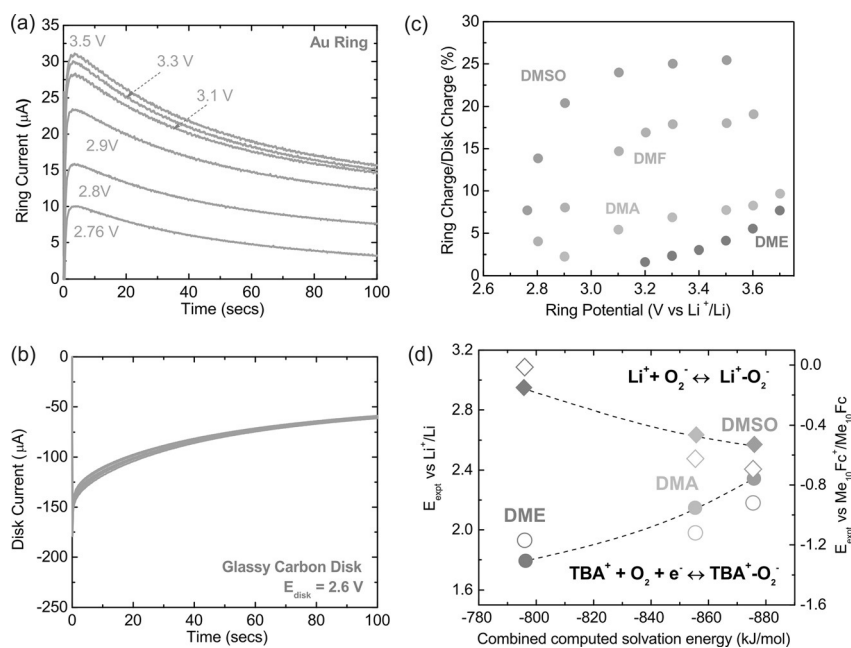 (a)
3.5 V
Au Ring
3.3 V
3.1 V
2.9V
2.8V
2.76 V
Ring Current (μA)
35
30
25
20
15
10
5
0
0 20 40 60 80 100
Time (secs)
(c)
DMSO
DMF
DMA
DME
Ring Charge/Disk Charge (%)
30
25
20
15
10
5
0
2.6 2.8 3.0 3.2 3.4 3.6
Ring Potential (V vs Li⁺/Li)
(b)
Disk Current (μA)
0
-50
-100
-150
-200
-250
Glassy Carbon Disk
E_disk = 2.6 V
0 20 40 60 80 100
Time (secs)
(d)
E_expt vs Li⁺/Li
3.2
2.8
2.4
2.0
1.6
Li⁺+ O₂⁻ ↔ Li⁺-O₂⁻
DMSO
DMA
DME
TBA⁺ + O₂ + e⁻ ↔ TBA⁺-O₂⁻
0.0
-0.4
-0.8
-1.2
-1.6
E_expt vs Me₁₀Fc⁺/Me₁₀Fc
-780 -800 -820 -840 -860 -880
Combined computed solvation energy (kJ/mol)